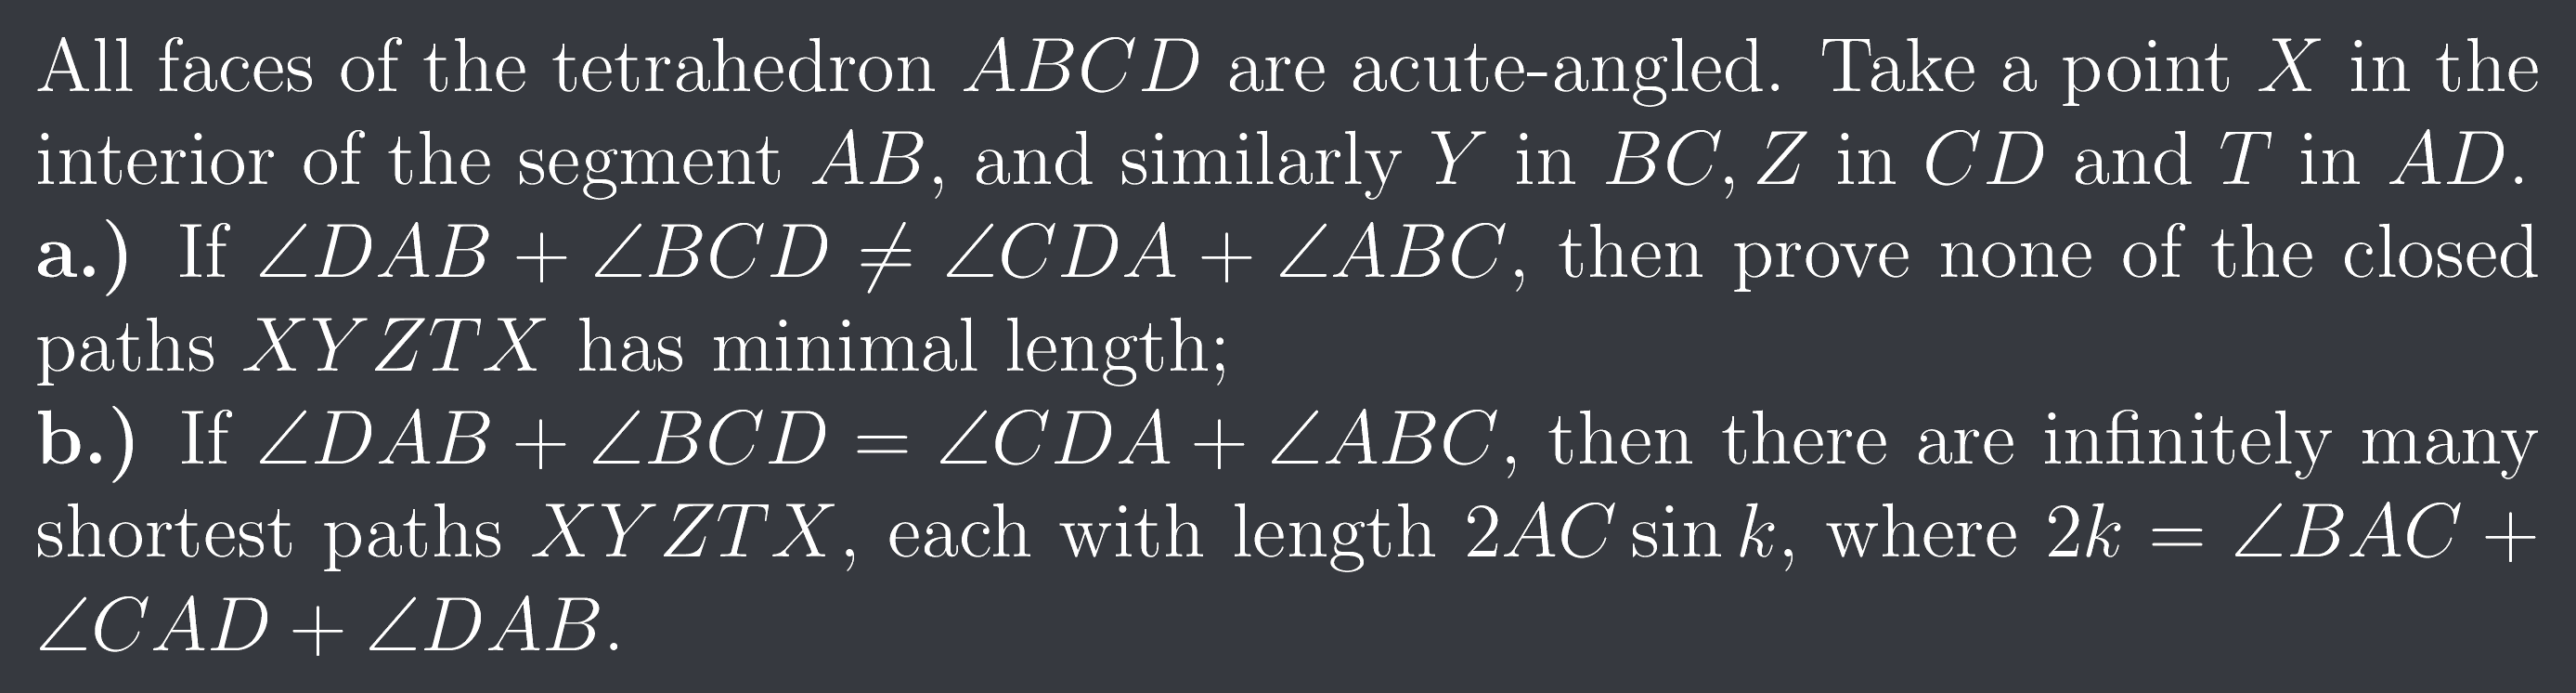 All faces of the tetrahedron ABCD are acute-angled. Take a point X in the
interior of the segment AB, and similarly Y in BC, Z in CD and T in AD.
a.) If ∠DAB + ∠BCD ≠ ∠CDA + ∠ABC, then prove none of the closed
paths XYZTX has minimal length;
b.) If ∠DAB + ∠BCD = ∠CDA + ∠ABC, then there are infinitely many
shortest paths XYZTX, each with length 2AC sin k, where 2k = ∠BAC +
∠CAD + ∠DAB.